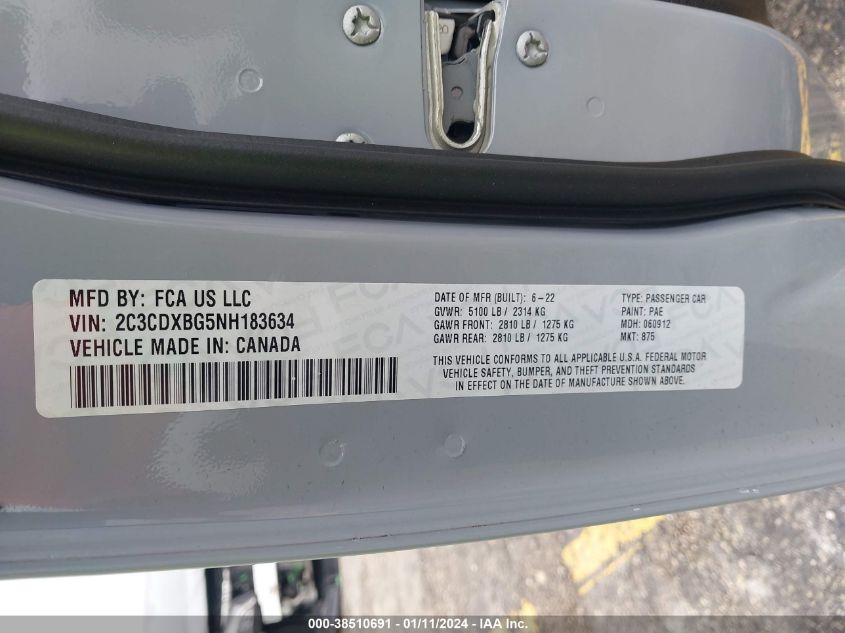 MFD BY: FCA US LLC
VIN: 2C3CDXBG5NH183634
VEHICLE MADE IN: CANADA
DATE OF MFR (BUILT): 6-22
GVWR: 5100 LB / 2314 KG
GAWR FRONT: 2810 LB / 1275 KG
GAWR REAR: 2810 LB / 1275 KG
TYPE: PASSENGER CAR
PAINT: PAE
MDH: 060912
MKT: 875
THIS VEHICLE CONFORMS TO ALL APPLICABLE U.S.A. FEDERAL MOTOR
VEHICLE SAFETY, BUMPER, AND THEFT PREVENTION STANDARDS
IN EFFECT ON THE DATE OF MANUFACTURE SHOWN ABOVE.
000-38510691 - 01/11/2024 - IAA Inc.